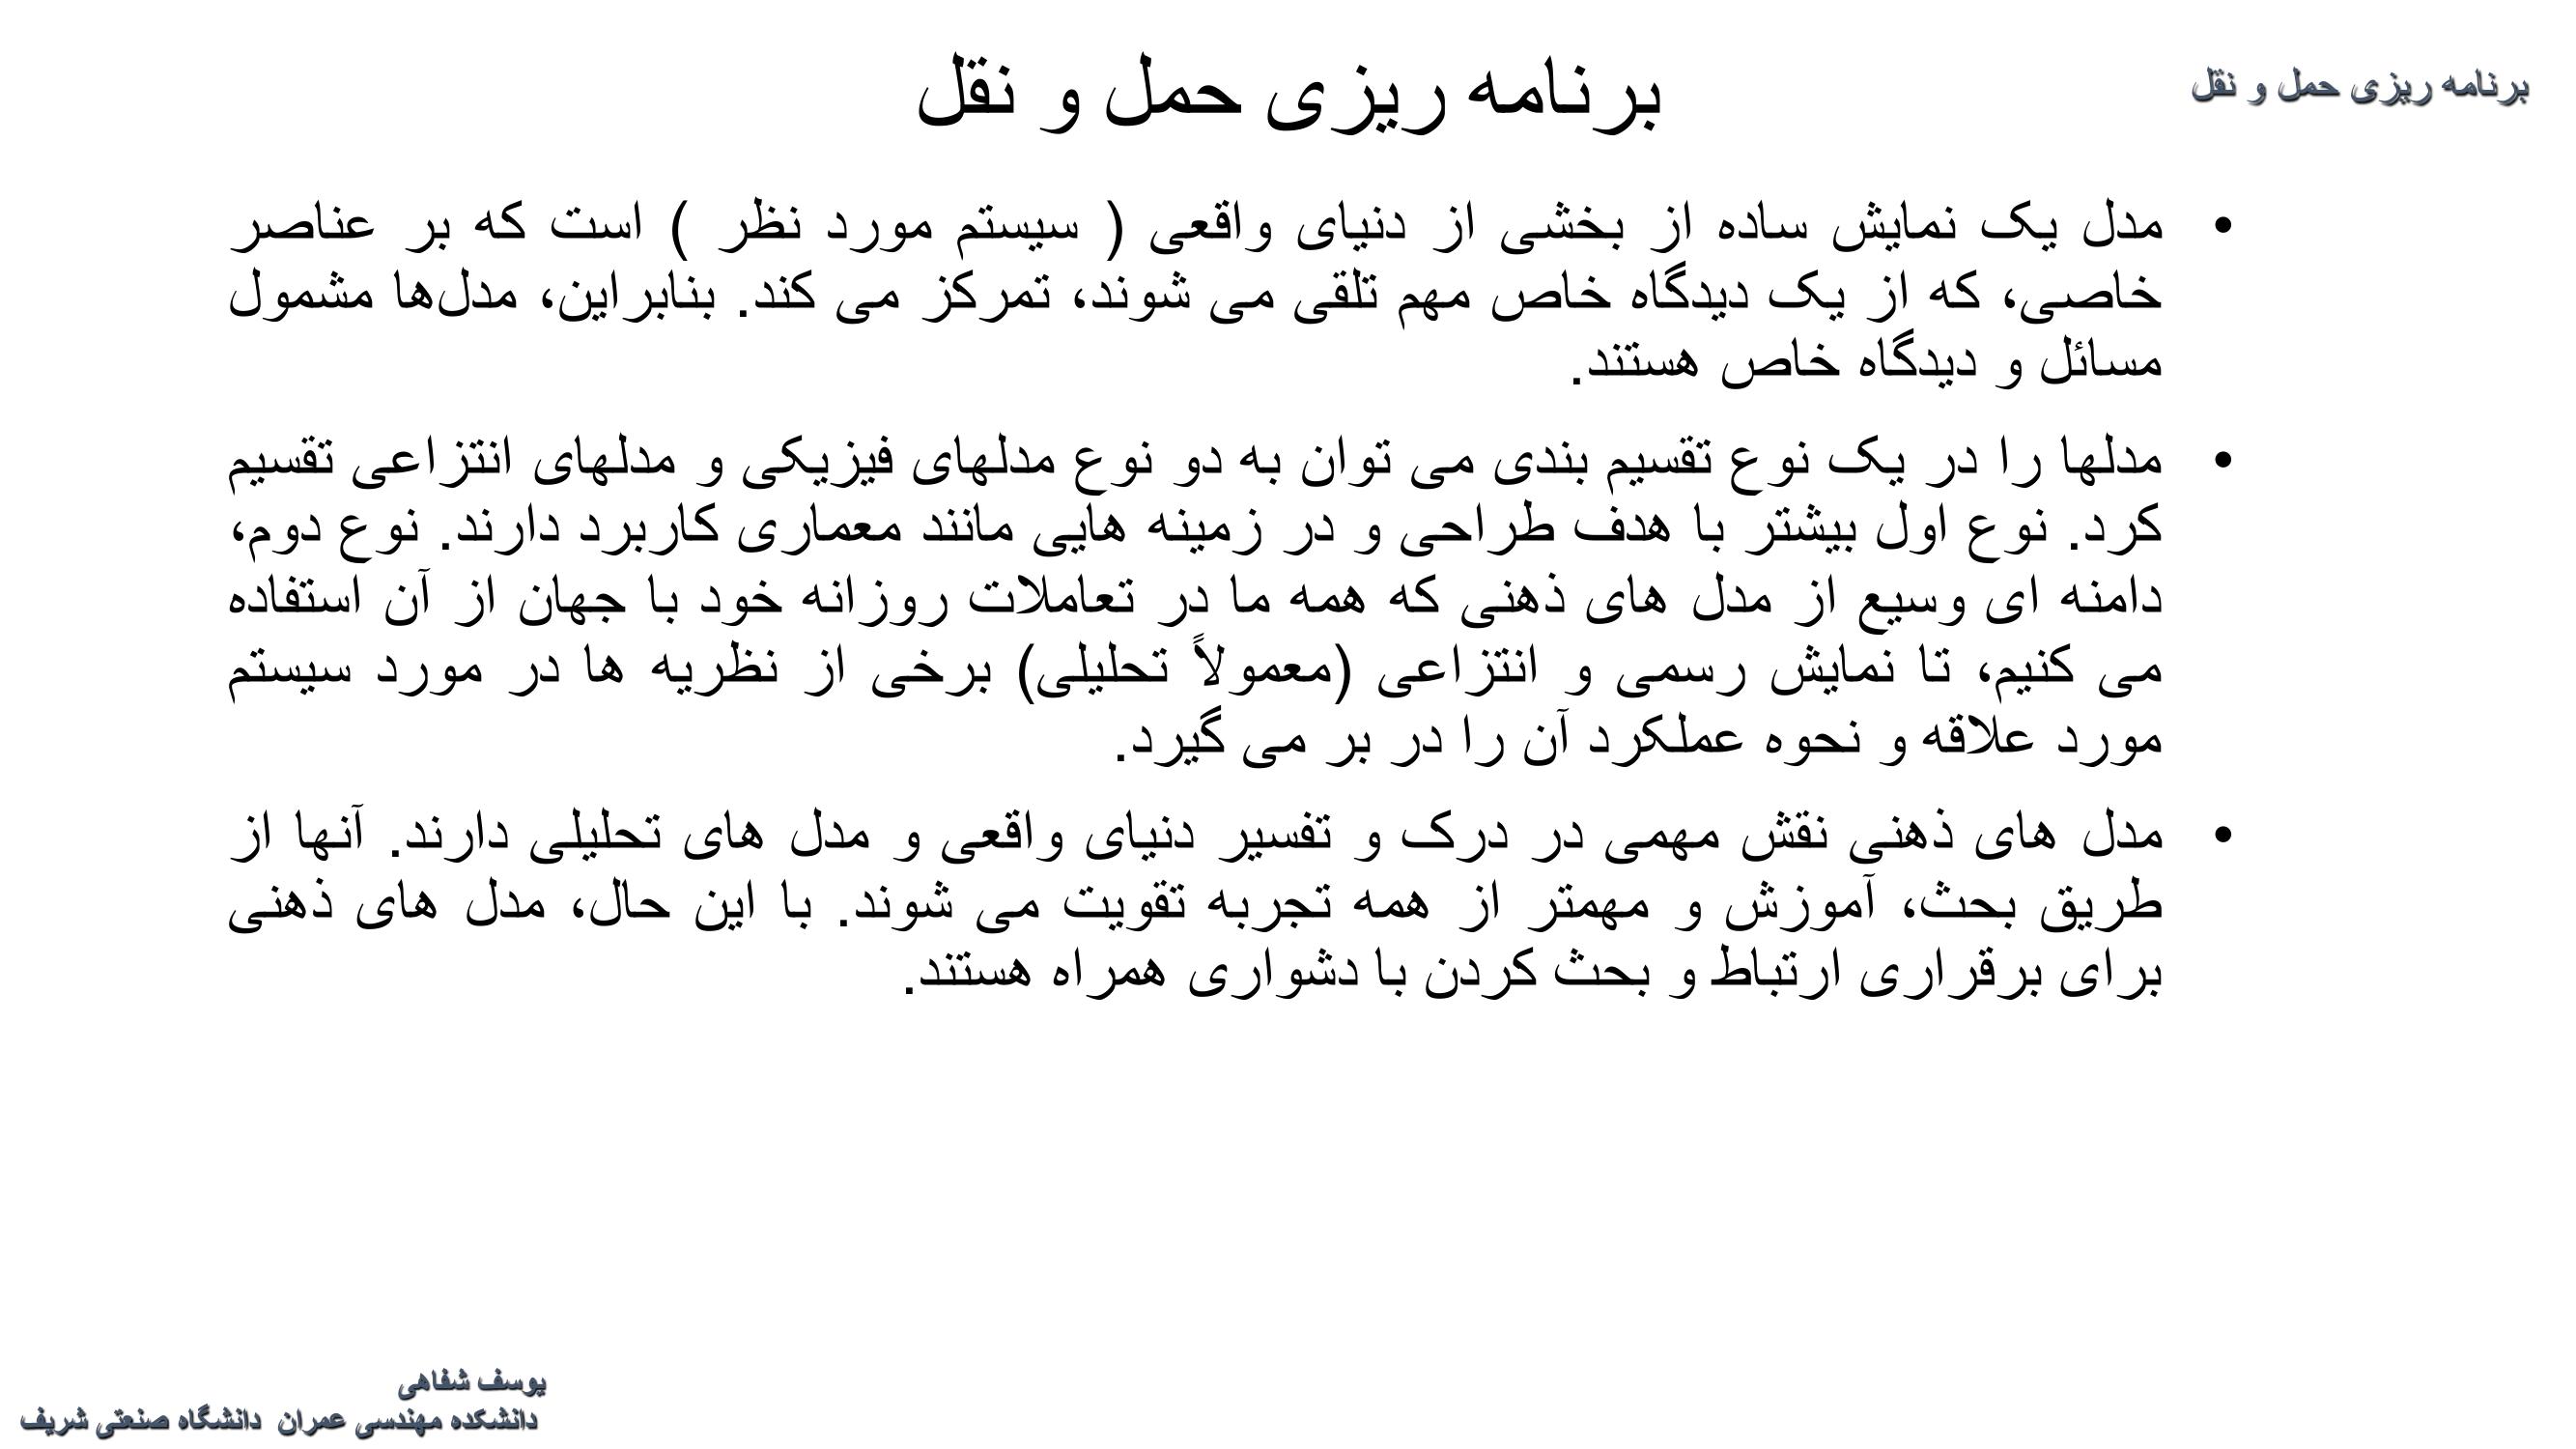 برنامه ریزی حمل و نقل
برنامه ریزی حمل و نقل
• مدل یک نمایش ساده از بخشی از دنیای واقعی ( سیستم مورد نظر ) است که بر عناصر
خاصی، که از یک دیدگاه خاص مهم تلقی می شوند، تمرکز می کند. بنابراین، مدل‌ها مشمول
مسائل و دیدگاه خاص هستند.
• مدلها را در یک نوع تقسیم بندی می توان به دو نوع مدلهای فیزیکی و مدلهای انتزاعی تقسیم
کرد. نوع اول بیشتر با هدف طراحی و در زمینه هایی مانند معماری کاربرد دارند. نوع دوم،
دامنه ای وسیع از مدل های ذهنی که همه ما در تعاملات روزانه خود با جهان از آن استفاده
می کنیم، تا نمایش رسمی و انتزاعی (معمولاً تحلیلی) برخی از نظریه ها در مورد سیستم
مورد علاقه و نحوه عملکرد آن را در بر می گیرد.
• مدل های ذهنی نقش مهمی در درک و تفسیر دنیای واقعی و مدل های تحلیلی دارند. آنها از
طریق بحث، آموزش و مهمتر از همه تجربه تقویت می شوند. با این حال، مدل های ذهنی
برای برقراری ارتباط و بحث کردن با دشواری همراه هستند.
یوسف شفاهی
دانشکده مهندسی عمران دانشگاه صنعتی شریف